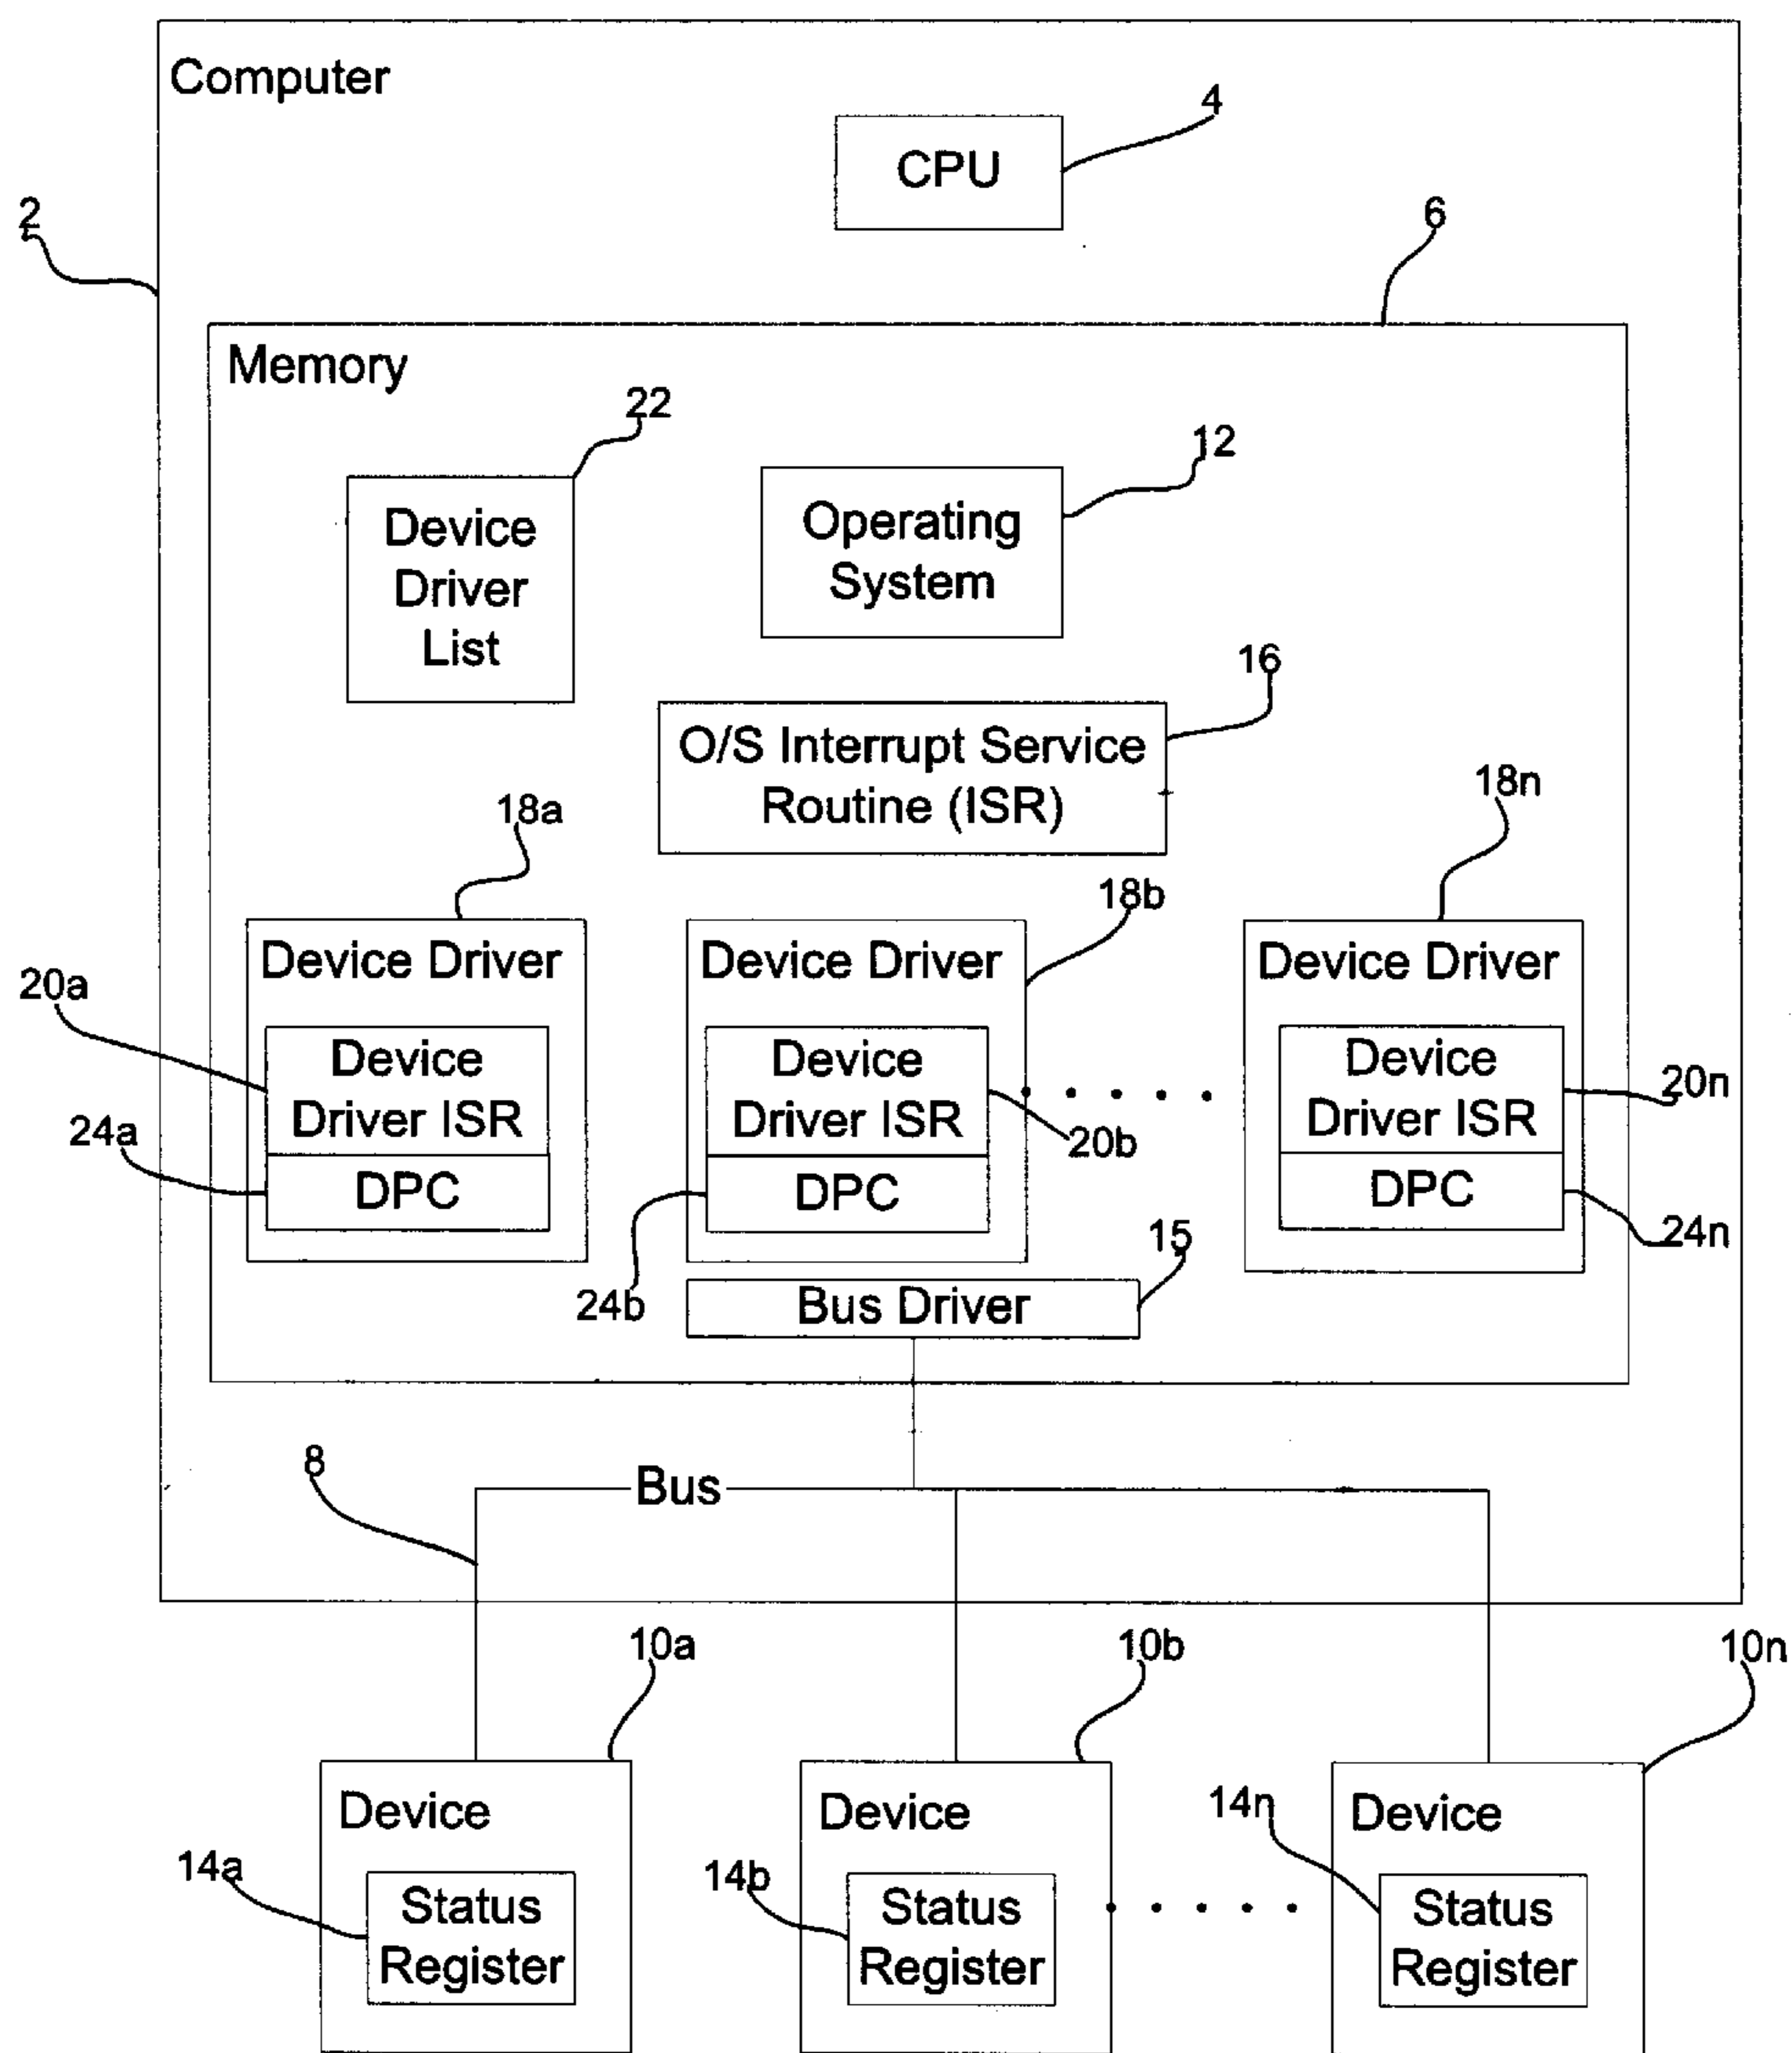 Computer
4
CPU
2
6
Memory
22
12
Device
Driver
List
Operating
System
16
O/S Interrupt Service
Routine (ISR)
18a
18n
18b
Device Driver
Device Driver
Device Driver
20a
Device
Driver ISR
Device
Driver ISR
Device
Driver ISR
20n
24a
20b
DPC
DPC
DPC
24n
15
24b
Bus Driver
8
Bus
10a
10b
10n
Device
Device
14n
Device
14a
14b
Status
Register
Status
Register
Status
Register